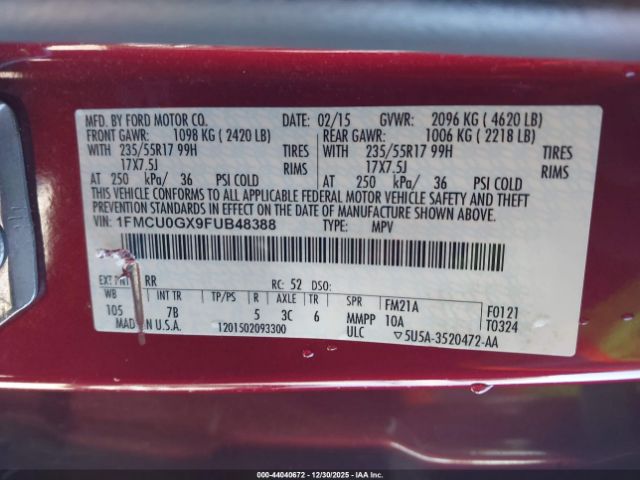 MFD. BY FORD MOTOR CO. DATE: 02/15 GVWR: 2096 KG ( 4620 LB)
FRONT GAWR: 1098 KG ( 2420 LB) REAR GAWR: 1006 KG ( 2218 LB)
WITH 235/55R17 99H TIRES WITH 235/55R17 99H TIRES
17X7.5J RIMS 17X7.5J RIMS
AT 250 kPa/ 36 PSI COLD AT 250 kPa/ 36 PSI COLD
THIS VEHICLE CONFORMS TO ALL APPLICABLE FEDERAL MOTOR VEHICLE SAFETY AND THEFT
PREVENTION STANDARDS IN EFFECT ON THE DATE OF MANUFACTURE SHOWN ABOVE.
VIN: 1FMCU0GX9FUB48388 TYPE: MPV
EXT PNT: RR RC: 52 DSO:
WB INT TR TP/PS R AXLE TR SPR FM21A F0121
105 7B 5 3C 6 MMPP 10A T0324
MADE IN U.S.A. 1201502093300 ULC 5U5A-3520472-AA
000-44040672 - 12/30/2025 - IAA, Inc.